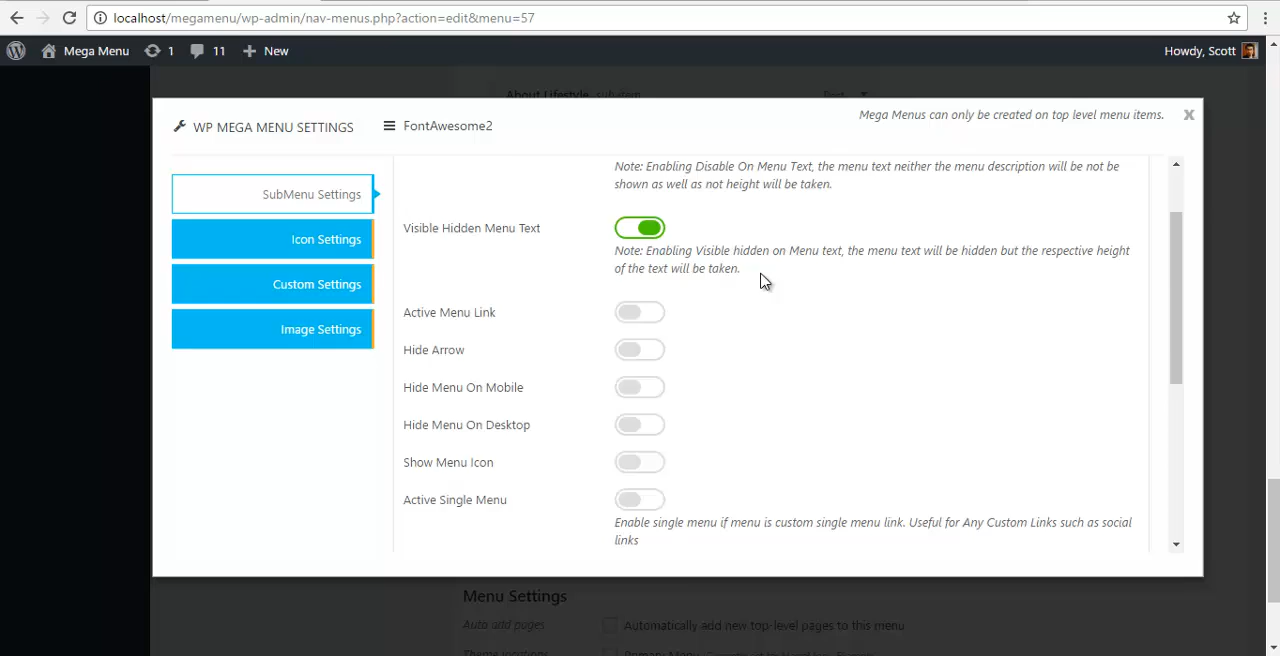 localhost/megamenu/wp-admin/nav-menus.php?action=edit&menu=57
Mega Menu 1 11 New Howdy, Scott
About Lifestyle sub item Post
WP MEGA MENU SETTINGS FontAwesome2 Mega Menus can only be created on top level menu items. X
SubMenu Settings
Icon Settings
Custom Settings
Image Settings
Note: Enabling Disable On Menu Text, the menu text neither the menu description will be not be
shown as well as not height will be taken.
Visible Hidden Menu Text
Note: Enabling Visible hidden on Menu text, the menu text will be hidden but the respective height
of the text will be taken.
Active Menu Link
Hide Arrow
Hide Menu On Mobile
Hide Menu On Desktop
Show Menu Icon
Active Single Menu
Enable single menu if menu is custom single menu link. Useful for Any Custom Links such as social
links
Menu Settings
Auto add pages Automatically add new top-level pages to this menu
Theme locations Primary Menu